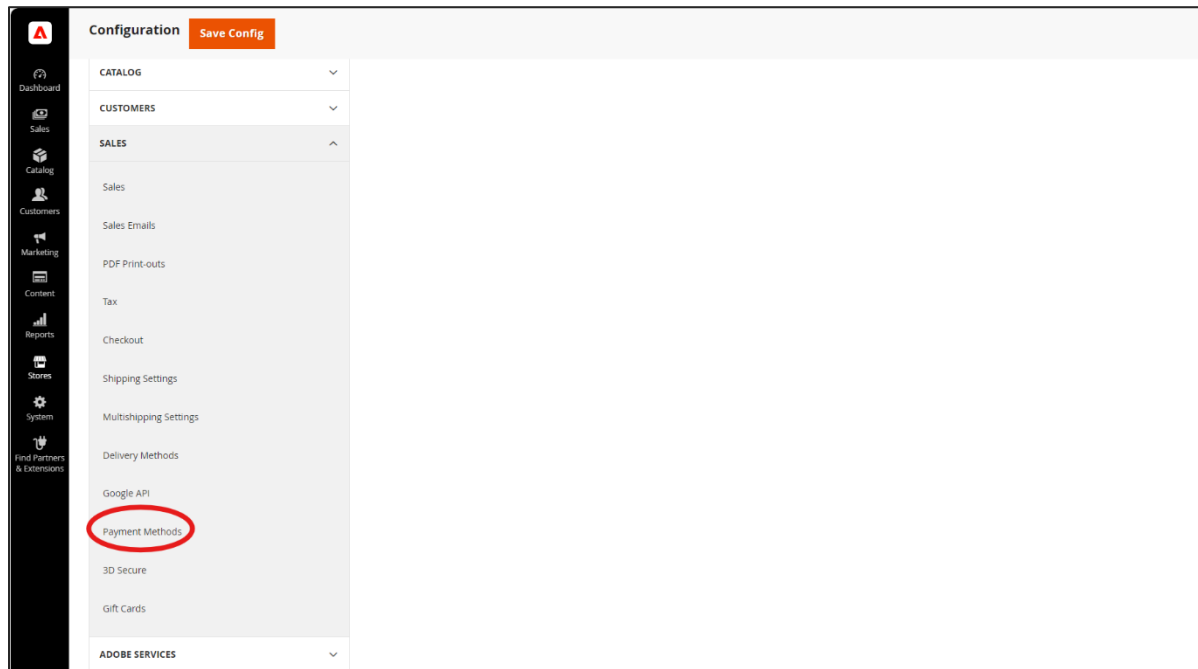 Configuration
Save Config
Dashboard
Sales
Catalog
Customers
Marketing
Content
Reports
Stores
System
Find Partners
& Extensions
CATALOG
CUSTOMERS
SALES
Sales
Sales Emails
PDF Print-outs
Tax
Checkout
Shipping Settings
Multishipping Settings
Delivery Methods
Google API
Payment Methods
3D Secure
Gift Cards
ADOBE SERVICES